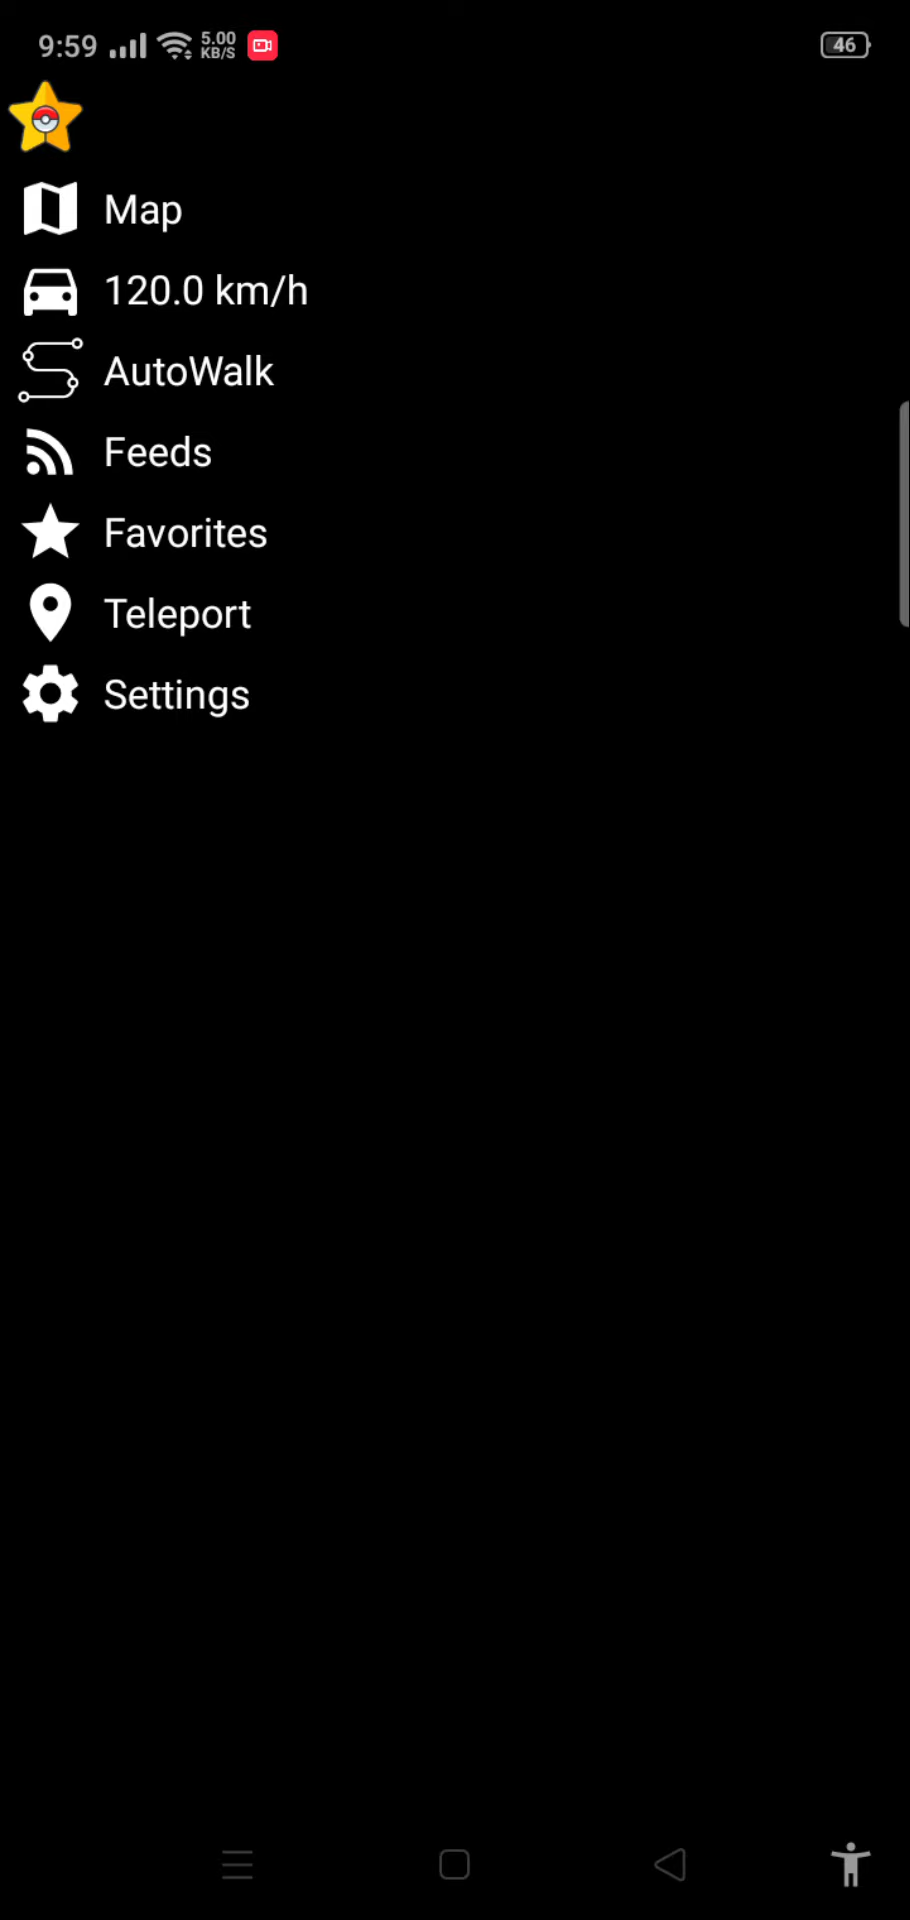 9:59 5.00 KB/S 46
Map
120.0 km/h
AutoWalk
Feeds
Favorites
Teleport
Settings